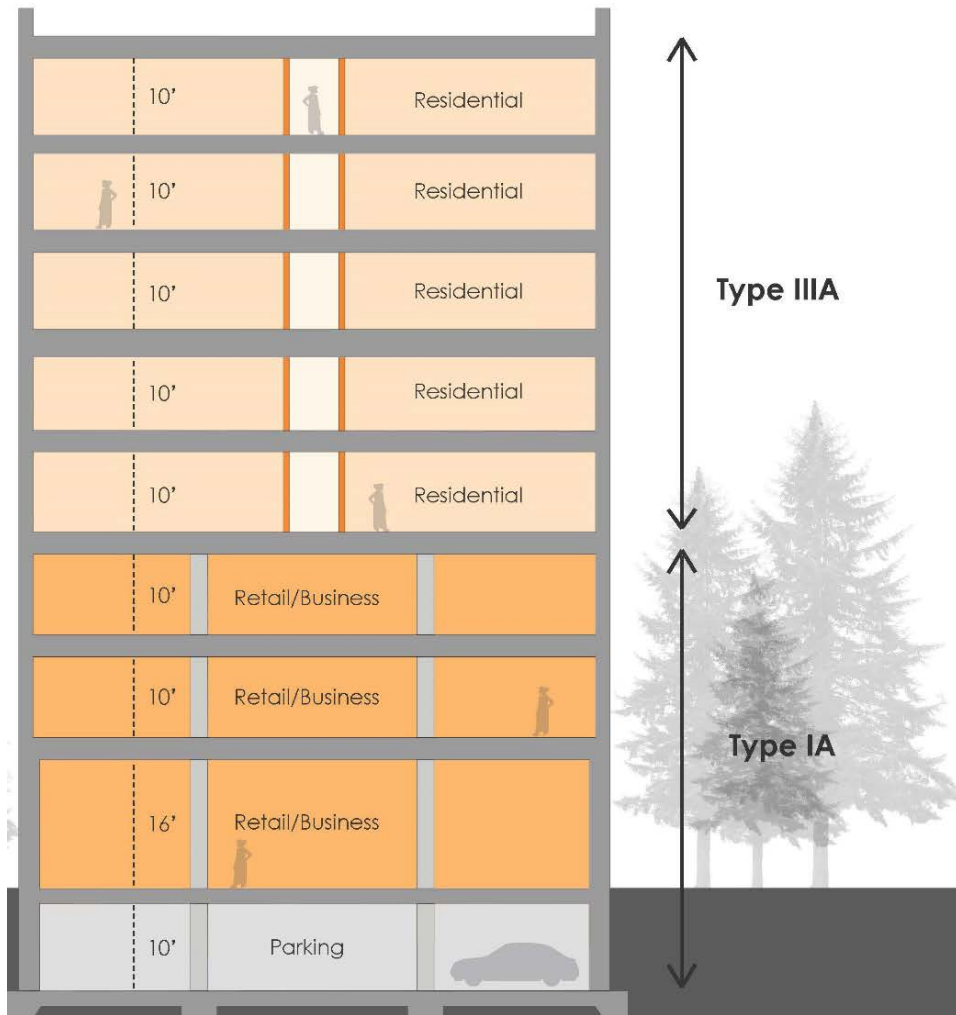 10’ Residential
10’ Residential
Type IIIA
10’ Residential
10’ Residential
10’ Residential
10’ Retail/Business
10’ Retail/Business
Type IA
16’ Retail/Business
10’ Parking